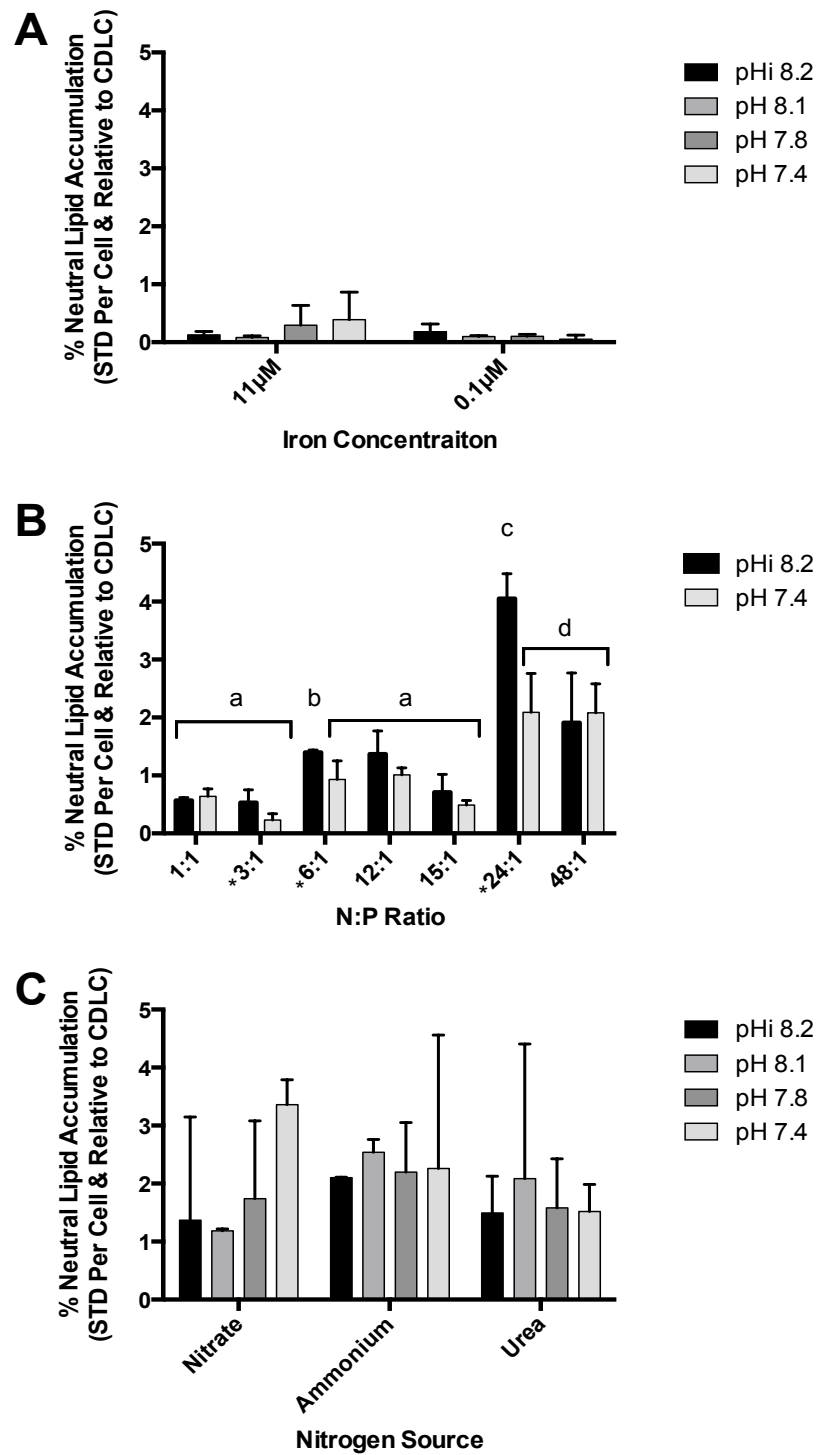 A
% Neutral Lipid Accumulation
(STD Per Cell & Relative to CDLC)
5
4
3
2
1
0
11µM
0.1µM
Iron Concentraiton
pHi 8.2
pH 8.1
pH 7.8
pH 7.4
B
% Neutral Lipid Accumulation
(STD Per Cell & Relative to CDLC)
5
4
3
2
1
0
a
b
a
c
d
1:1
*3:1
*6:1
12:1
15:1
*24:1
48:1
N:P Ratio
pHi 8.2
pH 7.4
C
% Neutral Lipid Accumulation
(STD Per Cell & Relative to CDLC)
5
4
3
2
1
0
Nitrate
Ammonium
Urea
Nitrogen Source
pHi 8.2
pH 8.1
pH 7.8
pH 7.4